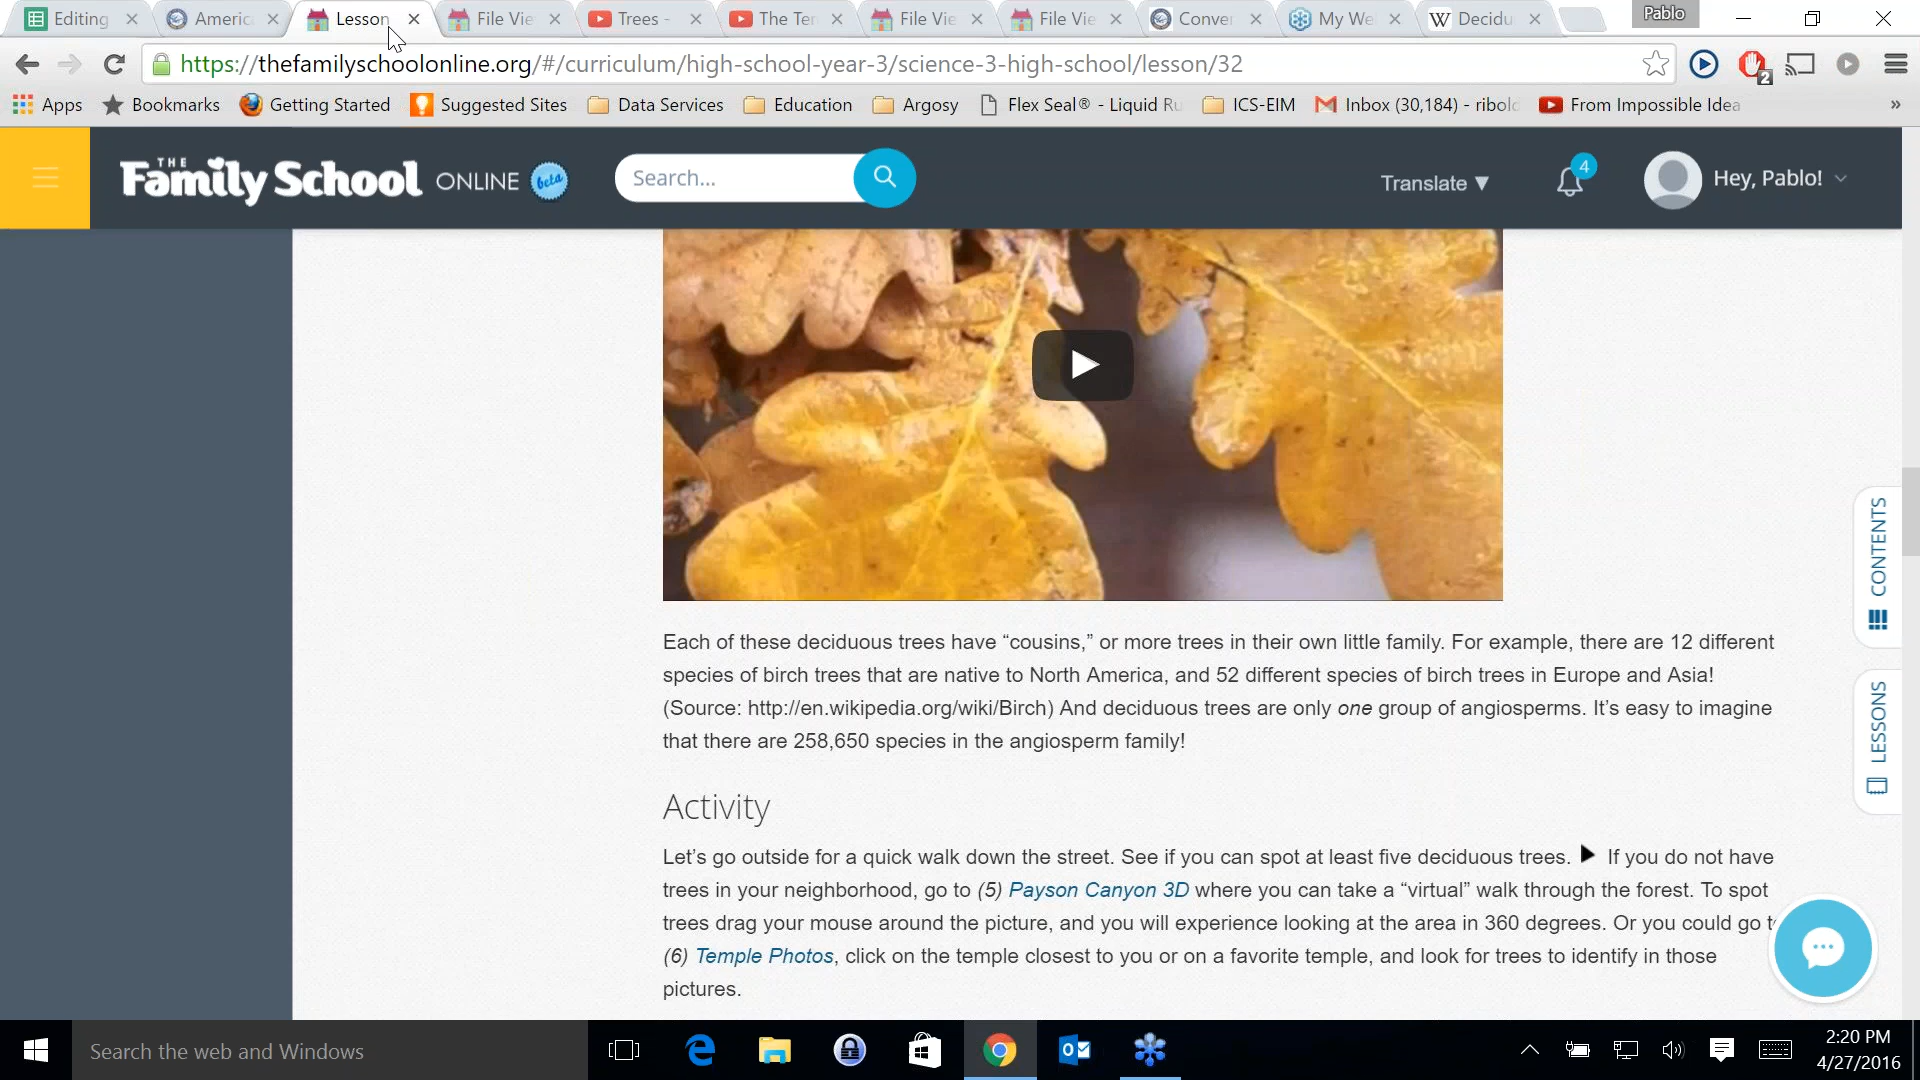 Editing
Americ
Lesson
File Vie
Trees -
The Ter
File Vie
File Vie
Conver
My We
Decidu
Pablo
https://thefamilyschoolonline.org/#/curriculum/high-school-year-3/science-3-high-school/lesson/32
2
Apps
Bookmarks
Getting Started
Suggested Sites
Data Services
Education
Argosy
Flex Seal® - Liquid Ru
ICS-EIM
Inbox (30,184) - ribolo
From Impossible Idea
»
THE Family School ONLINE beta
Search...
Translate ▼
4
Hey, Pablo!
Each of these deciduous trees have “cousins,” or more trees in their own little family. For example, there are 12 different
species of birch trees that are native to North America, and 52 different species of birch trees in Europe and Asia!
(Source: http://en.wikipedia.org/wiki/Birch) And deciduous trees are only one group of angiosperms. It’s easy to imagine
that there are 258,650 species in the angiosperm family!
CONTENTS
LESSONS
Activity
Let’s go outside for a quick walk down the street. See if you can spot at least five deciduous trees. ▶ If you do not have
trees in your neighborhood, go to (5) Payson Canyon 3D where you can take a “virtual” walk through the forest. To spot
trees drag your mouse around the picture, and you will experience looking at the area in 360 degrees. Or you could go to
(6) Temple Photos, click on the temple closest to you or on a favorite temple, and look for trees to identify in those
pictures.
Search the web and Windows
2:20 PM
4/27/2016